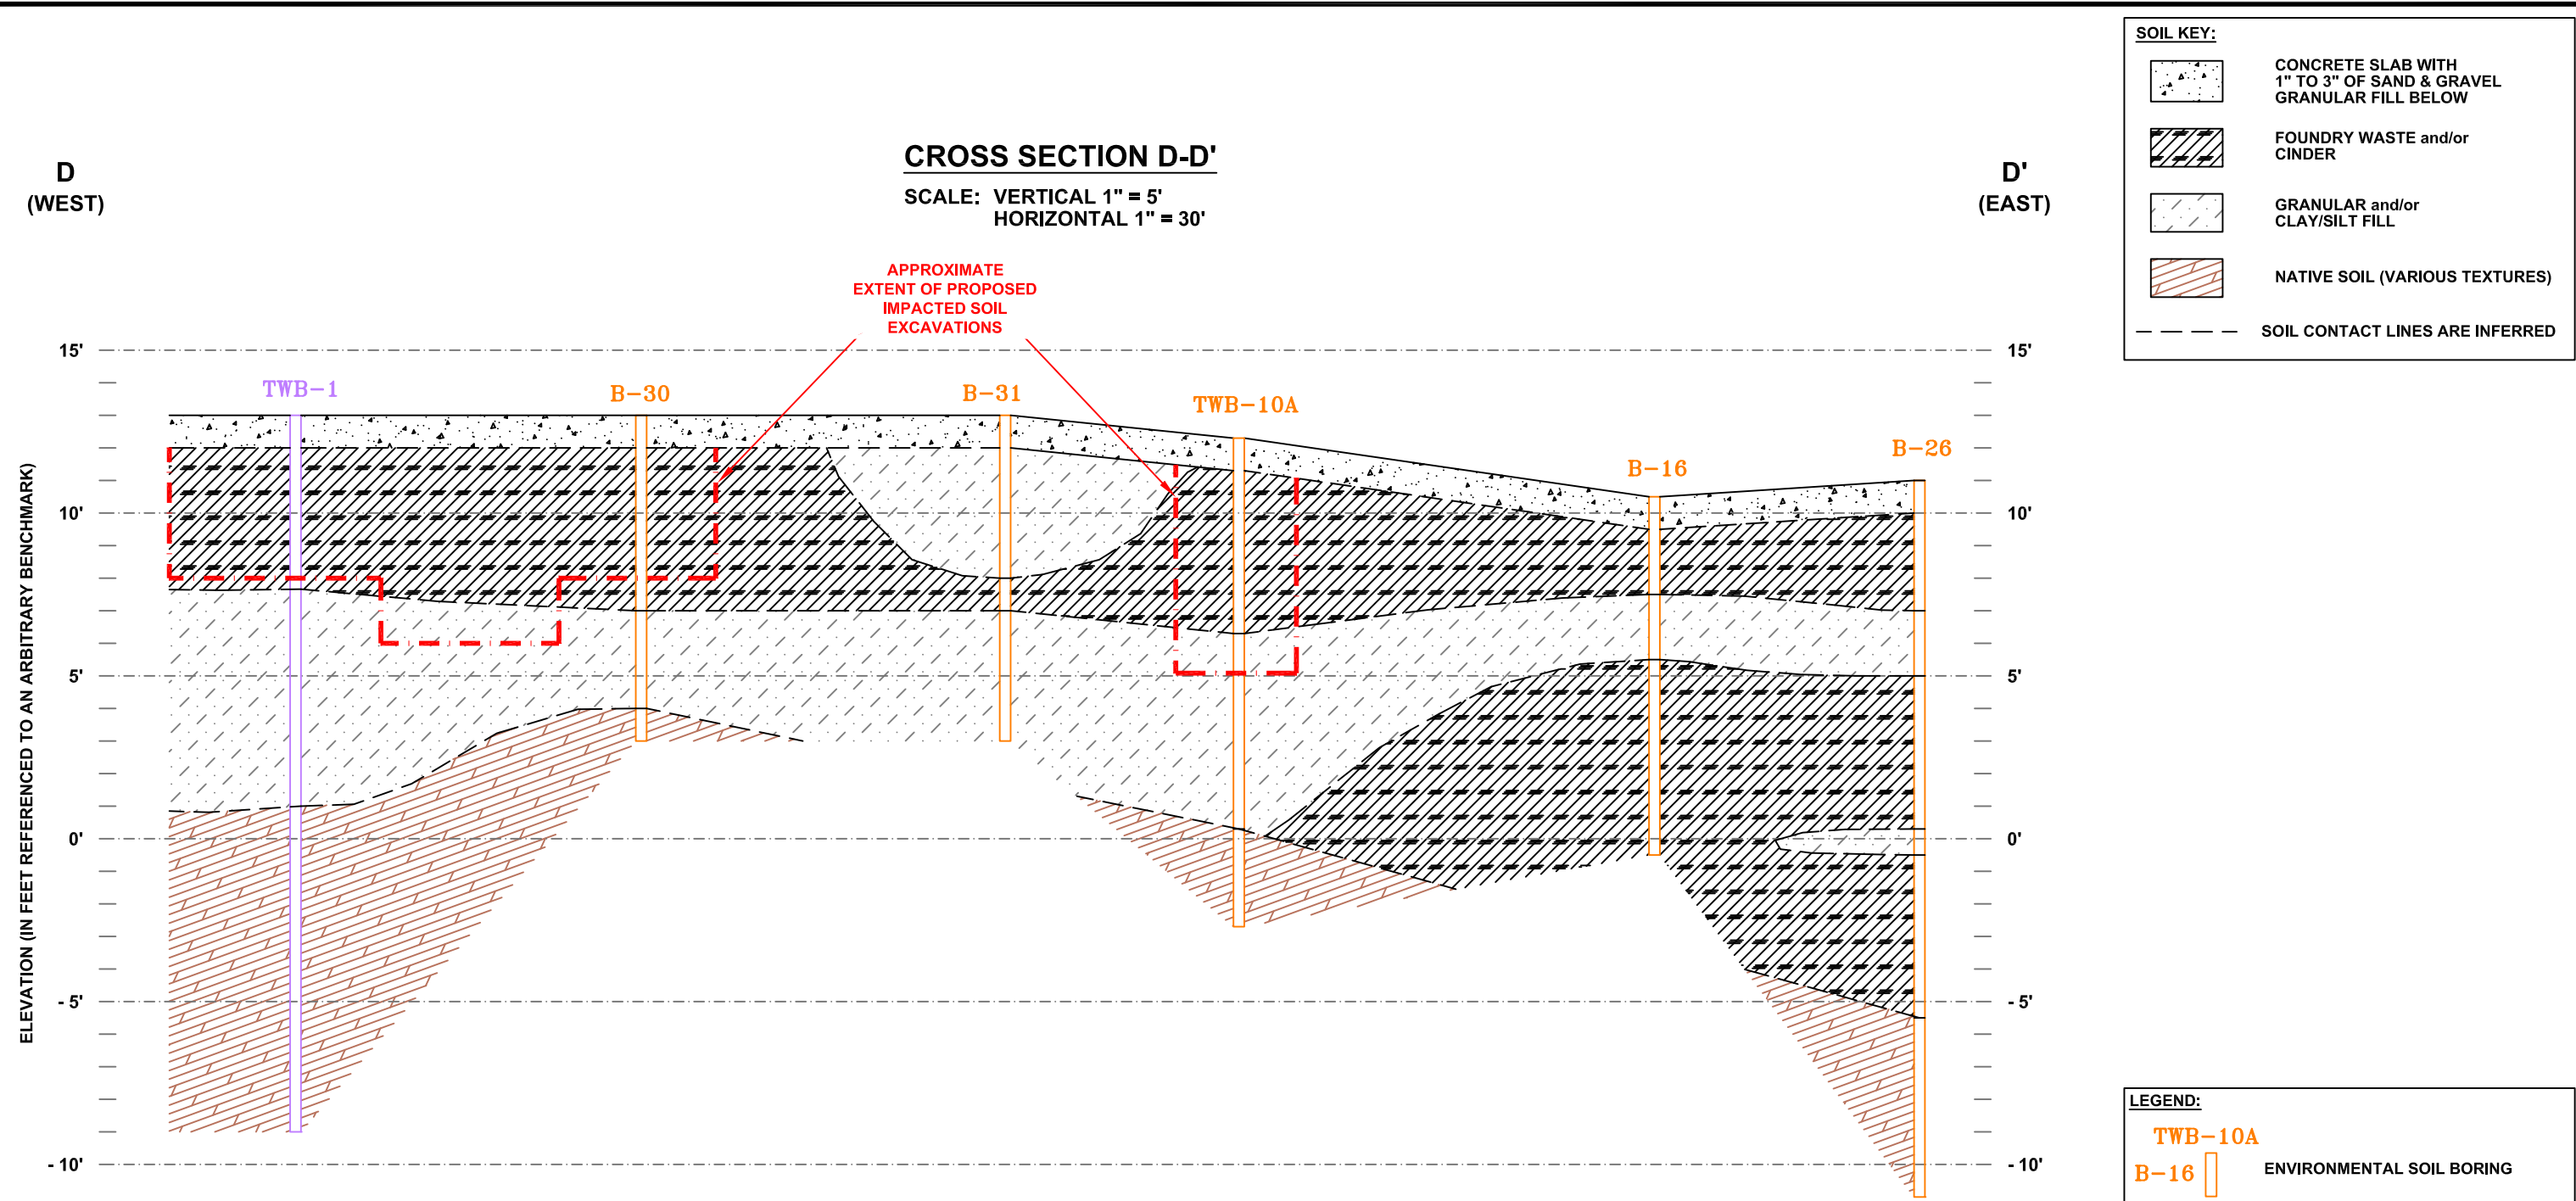 SOIL KEY:
CONCRETE SLAB WITH
1" TO 3" OF SAND & GRAVEL
GRANULAR FILL BELOW
FOUNDRY WASTE and/or
CINDER
GRANULAR and/or
CLAY/SILT FILL
NATIVE SOIL (VARIOUS TEXTURES)
SOIL CONTACT LINES ARE INFERRED
CROSS SECTION D-D'
SCALE: VERTICAL 1" = 5'
HORIZONTAL 1" = 30'
D
(WEST)
D'
(EAST)
APPROXIMATE
EXTENT OF PROPOSED
IMPACTED SOIL
EXCAVATIONS
15'
15'
TWB-1
B-30
B-31
TWB-10A
B-16
B-26
10'
10'
5'
5'
0'
0'
- 5'
- 5'
- 10'
- 10'
ELEVATION (IN FEET REFERENCED TO AN ARBITRARY BENCHMARK)
LEGEND:
TWB-10A
B-16
ENVIRONMENTAL SOIL BORING